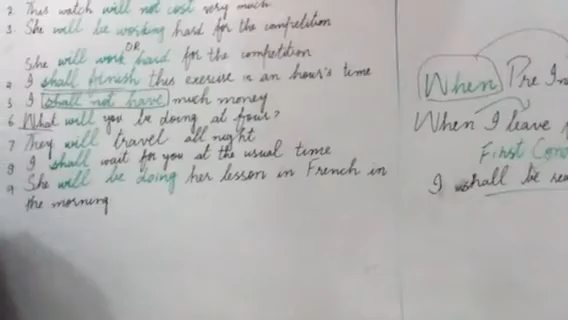 2. This watch will not cost very much
3. She will be working hard for the competition
OR
She will work hard for the competition
4 I shall finish this exercise in an hour's time
5 I shall not have much money
6 What will you be doing at four?
7 They will travel all night
8 I shall wait for you at the usual time
9 She will be doing her lesson in French in
the morning
When Pre In
When I leave
First Con
I shall be rea